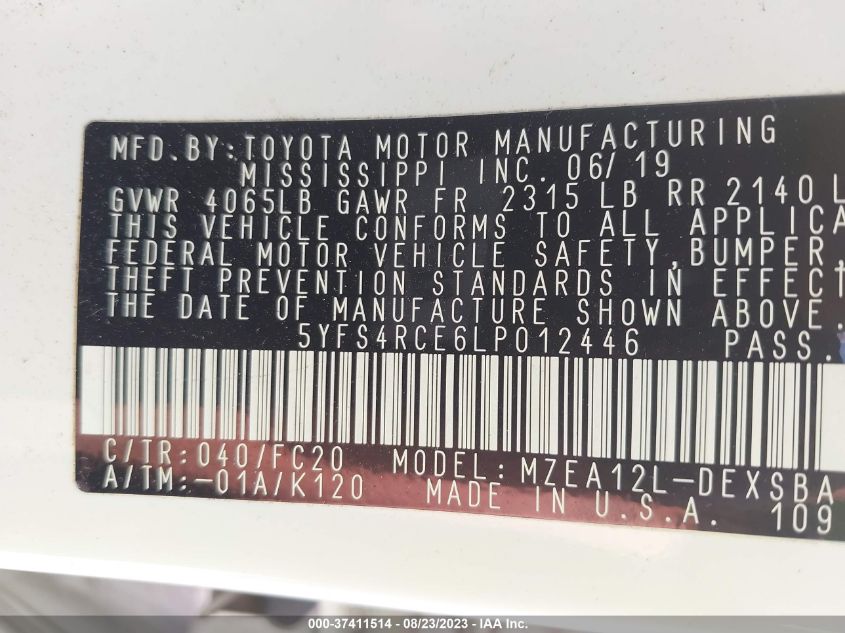 MFD.BY:TOYOTA MOTOR MANUFACTURING
MISSISSIPPI INC. 06/19
GVWR 4065LB GAWR FR 2315 LB RR 2140 L
THIS VEHICLE CONFORMS TO ALL APPLICA
FEDERAL MOTOR VEHICLE SAFETY, BUMPER,
THEFT PREVENTION STANDARDS IN EFFECT
THE DATE OF MANUFACTURE SHOWN ABOVE.
5YFS4RCE6LP012446 PASS.
C/TR:040/FC20 MODEL:MZEA12L-DEXSBA
A/TM:-01A/K120 MADE IN U.S.A. 109
000-37411514 - 08/23/2023 - IAA Inc.